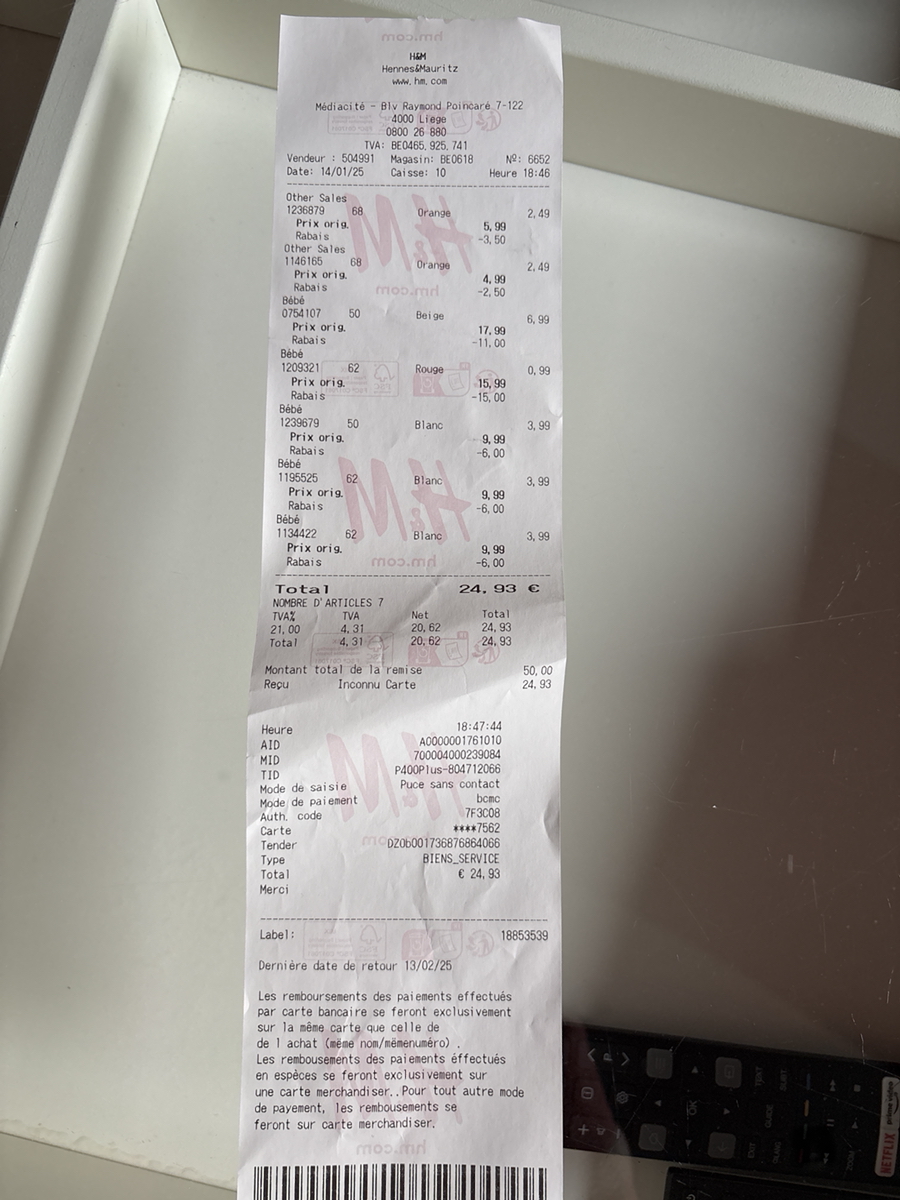 hm.com
H&M
Hennes&Mauritz
www.hm.com
Médiacité - Blv Raymond Poincaré 7-122
4000 Liege
0800 26 880
TVA: BE0465.925.741
Vendeur : 504991 Magasin: BE0618 Nº: 6652
Date: 14/01/25 Caisse: 10 Heure 18:46
Other Sales
1236879 68 Orange 2,49
Prix orig. 5,99
Rabais -3,50
Other Sales
1146165 68 Orange 2,49
Prix orig. 4,99
Rabais -2,50
Bébé
0754107 50 Beige 6,99
Prix orig. 17,99
Rabais -11,00
Bébé
1209321 62 Rouge 0,99
Prix orig. 15,99
Rabais -15,00
Bébé
1239679 50 Blanc 3,99
Prix orig. 9,99
Rabais -6,00
Bébé
1195525 62 Blanc 3,99
Prix orig. 9,99
Rabais -6,00
Bébé
1134422 62 Blanc 3,99
Prix orig. 9,99
Rabais -6,00
Total 24,93 €
NOMBRE D'ARTICLES 7
TVA% TVA Net Total
21,00 4,31 20,62 24,93
Total 4,31 20,62 24,93
Montant total de la remise 50,00
Reçu Inconnu Carte 24,93
Heure 18:47:44
AID A0000001761010
MID 700004000239084
TID P400Plus-804712066
Mode de saisie Puce sans contact
Mode de paiement bcmc
Auth. code 7F3C08
Carte ****7562
Tender DZ0b001736876864066
Type BIENS_SERVICE
Total € 24,93
Merci
Label: 18853539
Dernière date de retour 13/02/25
Les remboursements des paiements effectués
par carte bancaire se feront exclusivement
sur la même carte que celle de
de l achat (même nom/mêmenuméro) .
Les rembousements des paiements éffectués
en espèces se feront exclusivement sur
une carte merchandiser..Pour tout autre mode
de payement, les rembousements se
feront sur carte merchandiser.
hm.com
NETFLIX
prime video
OK
EXIT
GUIDE